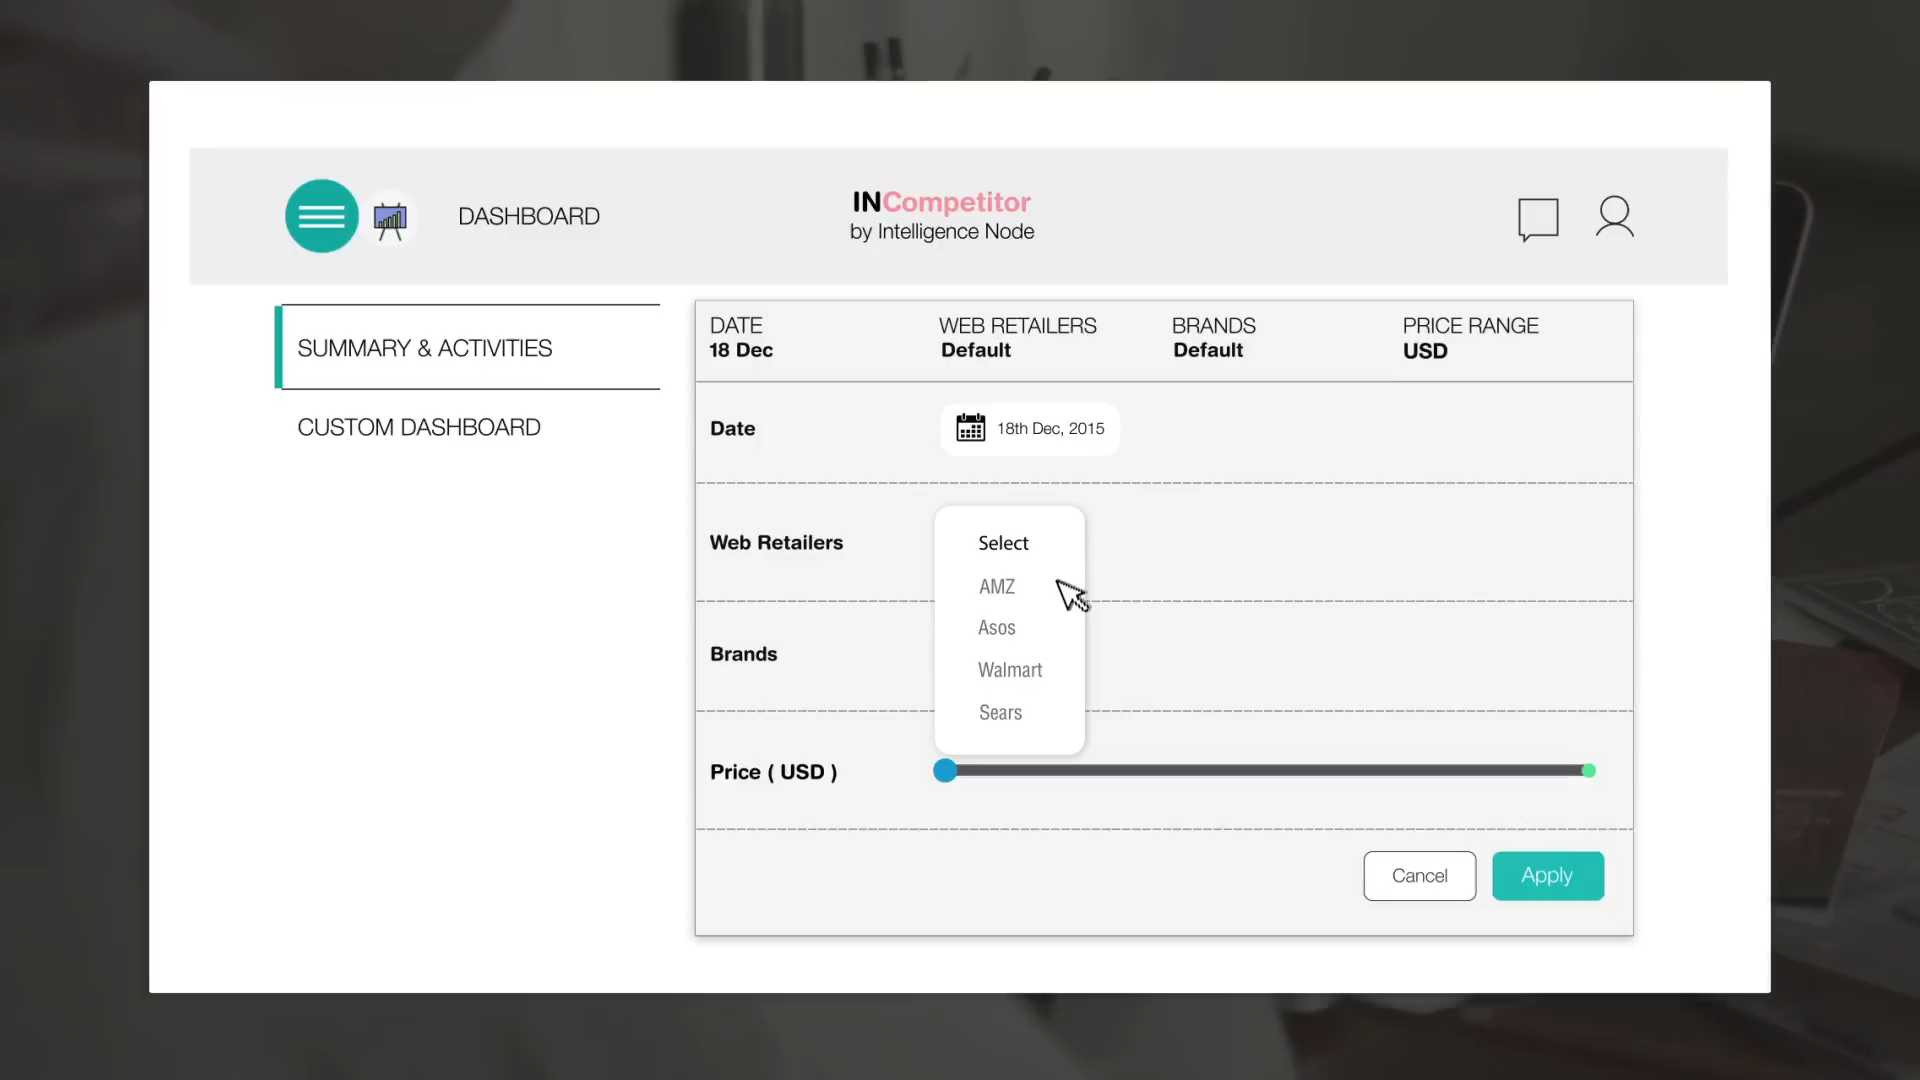 DASHBOARD
INCompetitor
by Intelligence Node
SUMMARY & ACTIVITIES
CUSTOM DASHBOARD
DATE WEB RETAILERS BRANDS PRICE RANGE
18 Dec Default Default USD
Date 18th Dec, 2015
Web Retailers Select
AMZ
Asos
Brands
Walmart
Sears
Price ( USD )
Cancel Apply